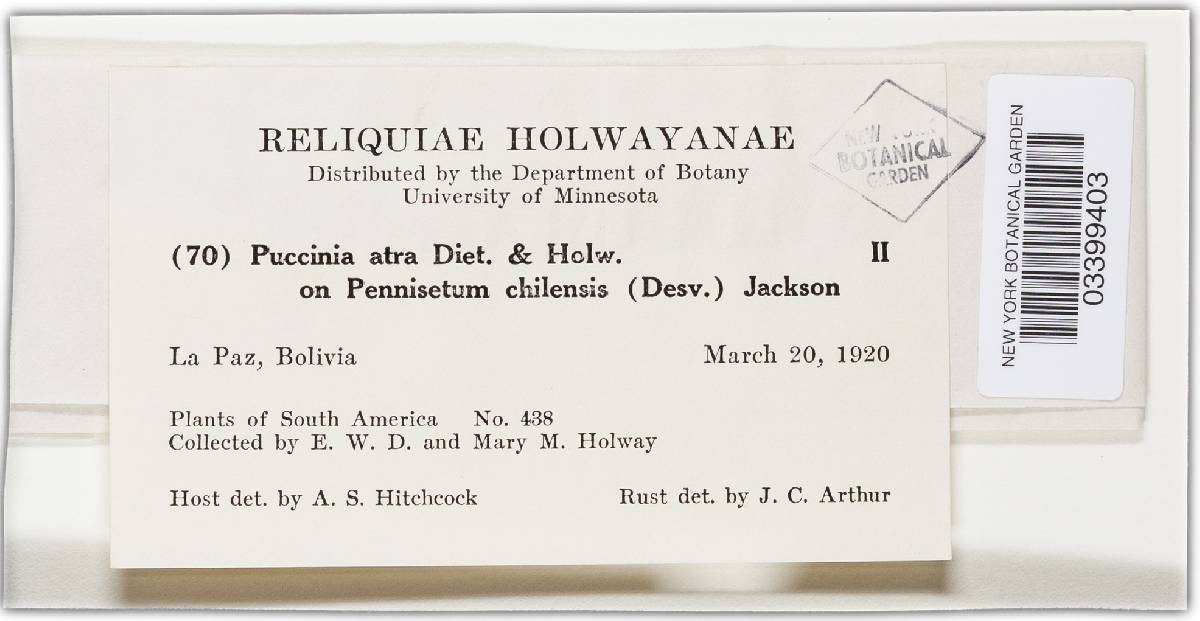 RELIQUIAE HOLWAYANAE
Distributed by the Department of Botany
University of Minnesota
(70) Puccinia atra Diet. & Holw. II
on Pennisetum chilensis (Desv.) Jackson
La Paz, Bolivia March 20, 1920
Plants of South America No. 438
Collected by E. W. D. and Mary M. Holway
Host det. by A. S. Hitchcock Rust det. by J. C. Arthur
NEW YORK
BOTANICAL
GARDEN
NEW YORK BOTANICAL GARDEN
03399403